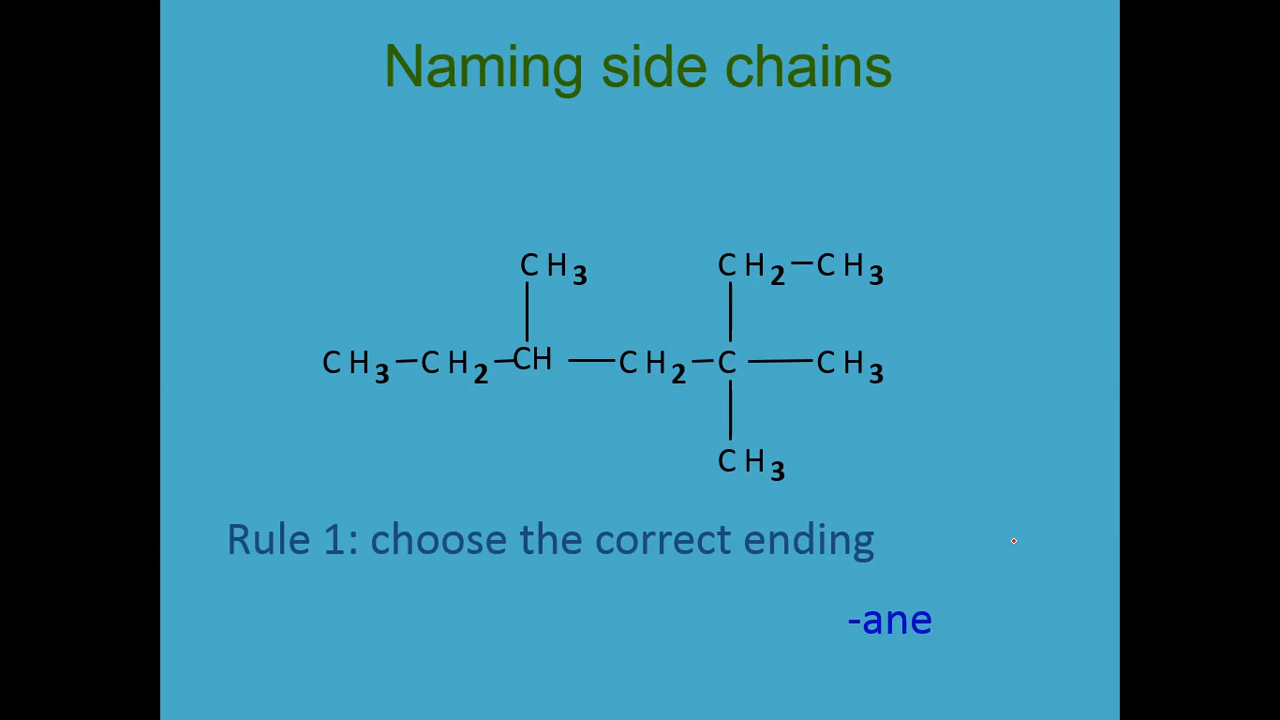 Naming side chains
CH3 CH2–CH3
CH3–CH2–CH—CH2–C—CH3
CH3
Rule 1: choose the correct ending
-ane